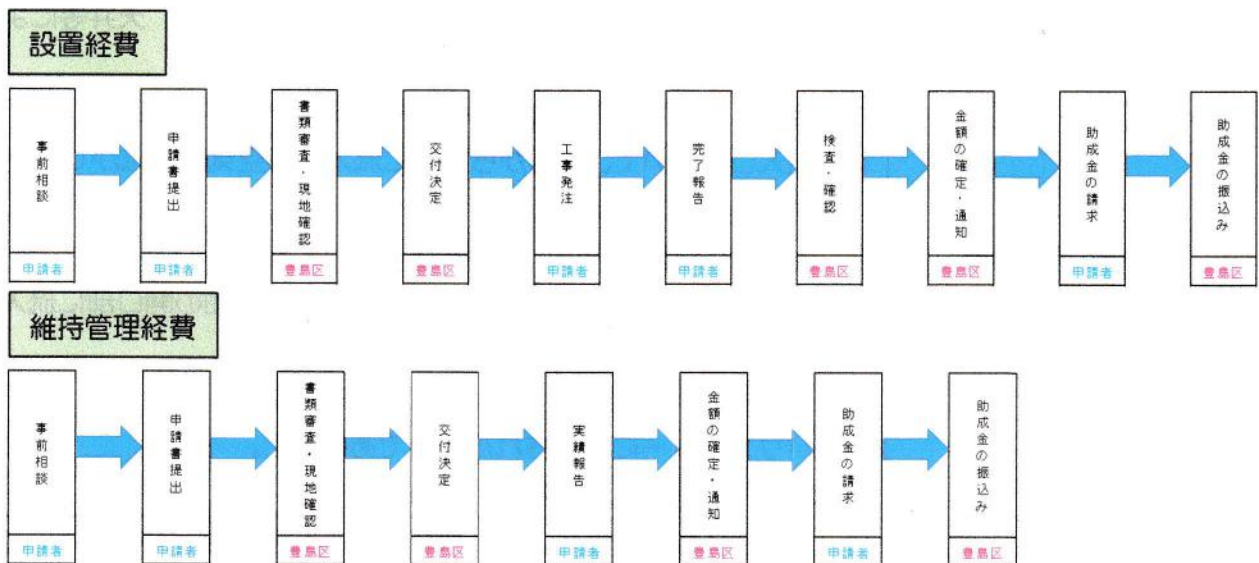 設置経費
事前相談
申請者
申請書提出
申請者
書類審査・現地確認
豊島区
交付決定
豊島区
工事発注
申請者
完了報告
申請者
検査・確認
豊島区
金額の確定・通知
豊島区
助成金の請求
申請者
助成金の振込み
豊島区
維持管理経費
事前相談
申請者
申請書提出
申請者
書類審査・現地確認
豊島区
交付決定
豊島区
実績報告
申請者
金額の確定・通知
豊島区
助成金の請求
申請者
助成金の振込み
豊島区